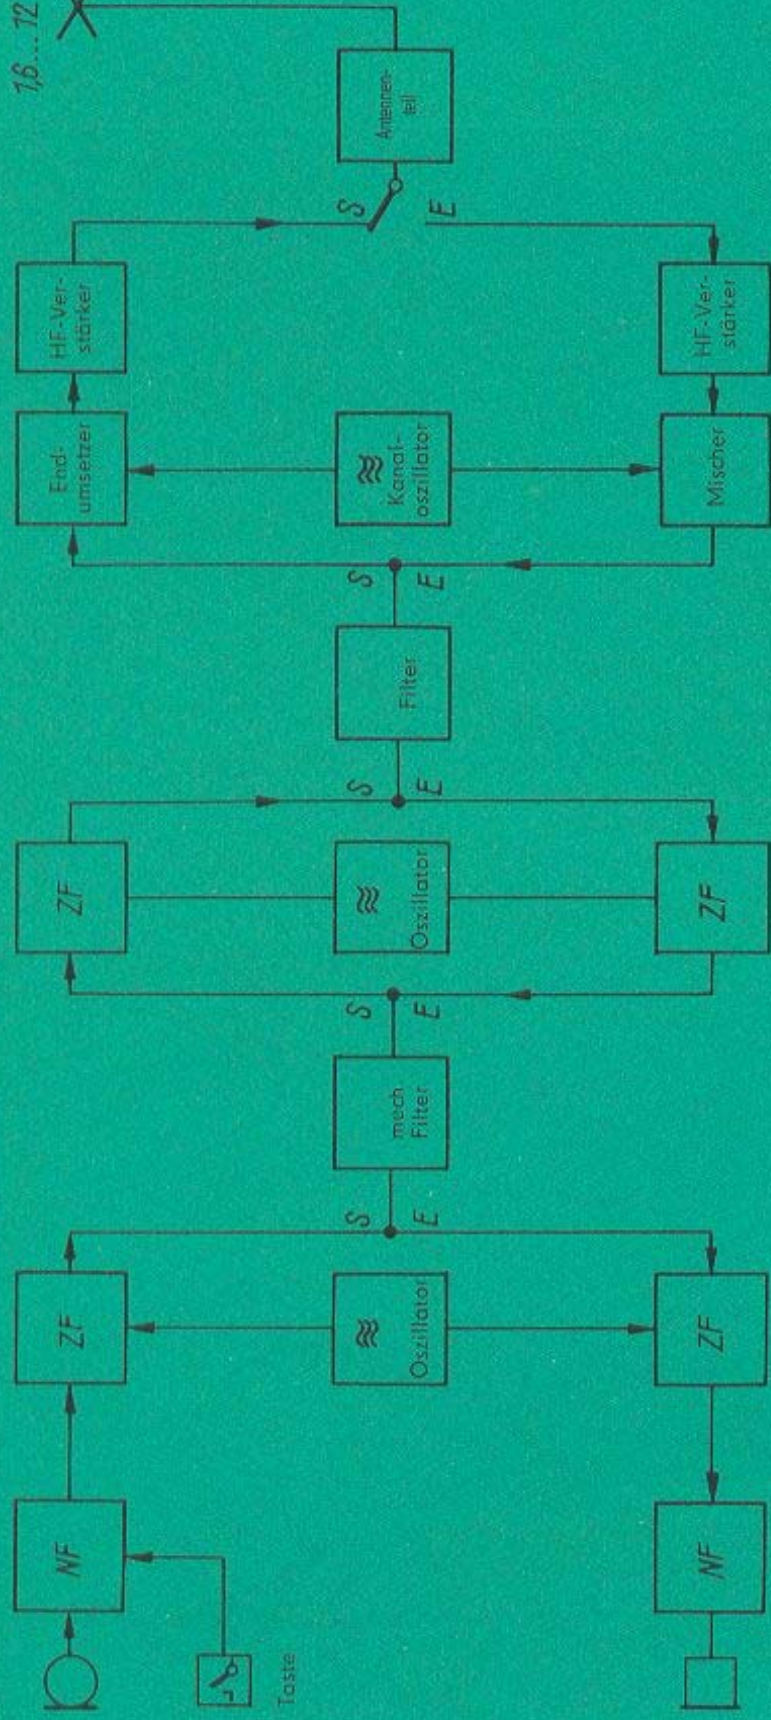 1,6....12
NF
ZF
ZF
End-
umsetzer
HF-Ver-
stärker
Taste
S
E
S
E
S
E
S
E
S
E
Oszillator
mech
Filter
Oszillator
Filter
Kanal-
oszillator
Antennen-
teil
NF
ZF
ZF
Mischer
HF-Ver-
stärker